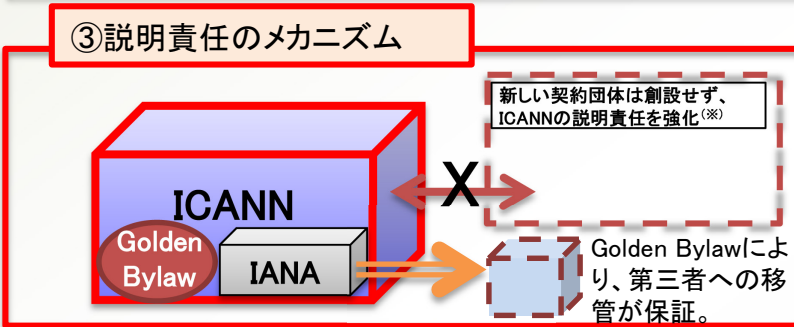 ③説明責任のメカニズム
新しい契約団体は創設せず、
ICANNの説明責任を強化(※)
X
ICANN
Golden
Bylaw
IANA
Golden Bylawによ
り、第三者への移
管が保証。